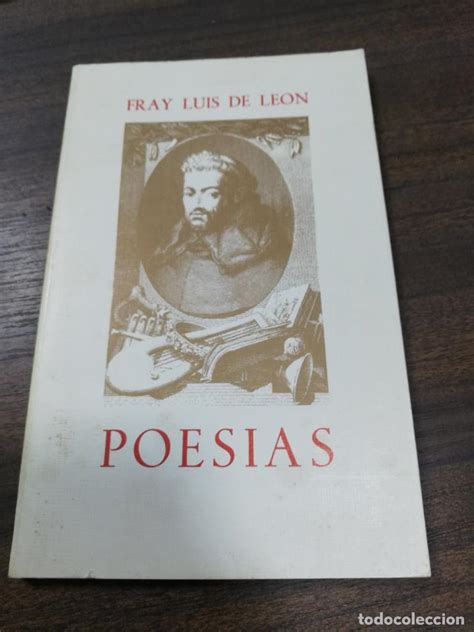 FRAY LUIS DE LEON
POESIAS
todocoleccion